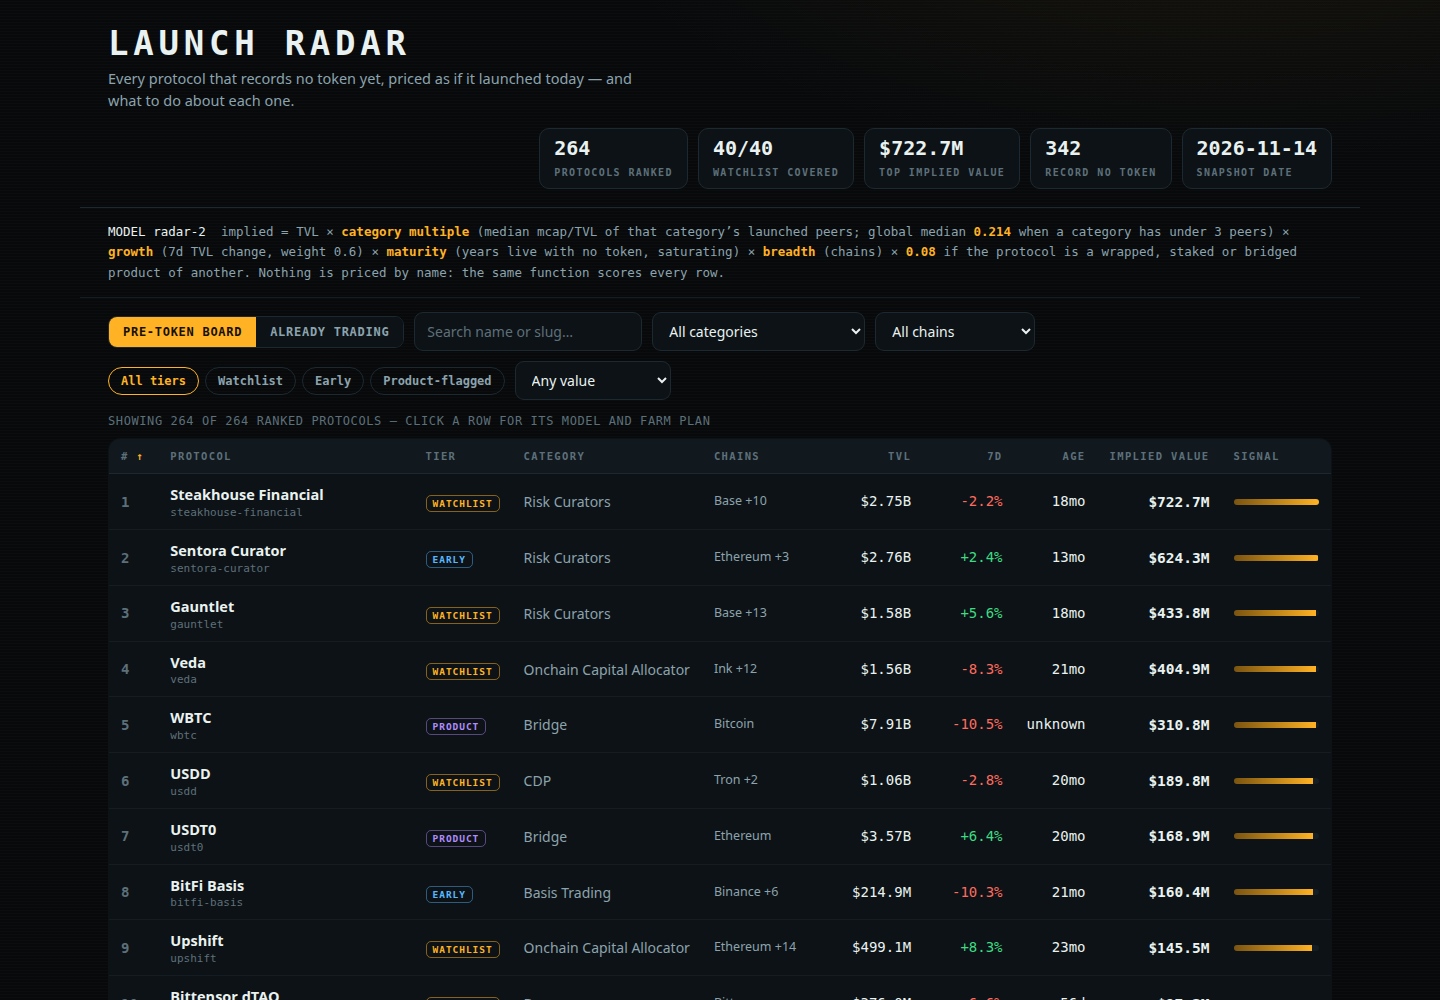 LAUNCH RADAR
Every protocol that records no token yet, priced as if it launched today — and
what to do about each one.
264
PROTOCOLS RANKED
40/40
WATCHLIST COVERED
$722.7M
TOP IMPLIED VALUE
342
RECORD NO TOKEN
2026-11-14
SNAPSHOT DATE
MODEL radar-2 implied = TVL × category multiple (median mcap/TVL of that category’s launched peers; global median 0.214 when a category has under 3 peers) ×
growth (7d TVL change, weight 0.6) × maturity (years live with no token, saturating) × breadth (chains) × 0.08 if the protocol is a wrapped, staked or bridged
product of another. Nothing is priced by name: the same function scores every row.
PRE-TOKEN BOARD ALREADY TRADING Search name or slug… All categories All chains
All tiers Watchlist Early Product-flagged Any value
SHOWING 264 OF 264 RANKED PROTOCOLS — CLICK A ROW FOR ITS MODEL AND FARM PLAN
# ↑ PROTOCOL TIER CATEGORY CHAINS TVL 7D AGE IMPLIED VALUE SIGNAL
1 Steakhouse Financial WATCHLIST Risk Curators Base +10 $2.75B -2.2% 18mo $722.7M
steakhouse-financial
2 Sentora Curator EARLY Risk Curators Ethereum +3 $2.76B +2.4% 13mo $624.3M
sentora-curator
3 Gauntlet WATCHLIST Risk Curators Base +13 $1.58B +5.6% 18mo $433.8M
gauntlet
4 Veda WATCHLIST Onchain Capital Allocator Ink +12 $1.56B -8.3% 21mo $404.9M
veda
5 WBTC PRODUCT Bridge Bitcoin $7.91B -10.5% unknown $310.8M
wbtc
6 USDD WATCHLIST CDP Tron +2 $1.06B -2.8% 20mo $189.8M
usdd
7 USDT0 PRODUCT Bridge Ethereum $3.57B +6.4% 20mo $168.9M
usdt0
8 BitFi Basis EARLY Basis Trading Binance +6 $214.9M -10.3% 21mo $160.4M
bitfi-basis
9 Upshift WATCHLIST Onchain Capital Allocator Ethereum +14 $499.1M +8.3% 23mo $145.5M
upshift
Bittensor dTAO